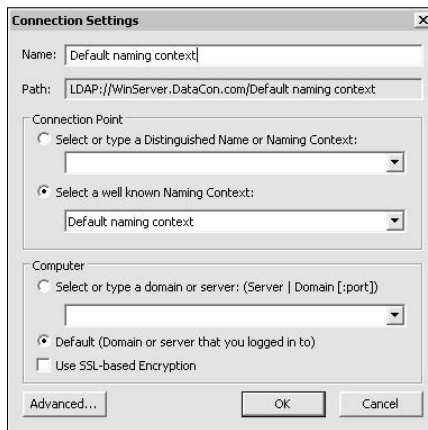 Connection Settings
Name: Default naming context
Path: LDAP://WinServer.DataCon.com/Default naming context
Connection Point
Select or type a Distinguished Name or Naming Context:
Select a well known Naming Context:
Default naming context
Computer
Select or type a domain or server: (Server | Domain [:port])
Default (Domain or server that you logged in to)
Use SSL-based Encryption
Advanced... OK Cancel